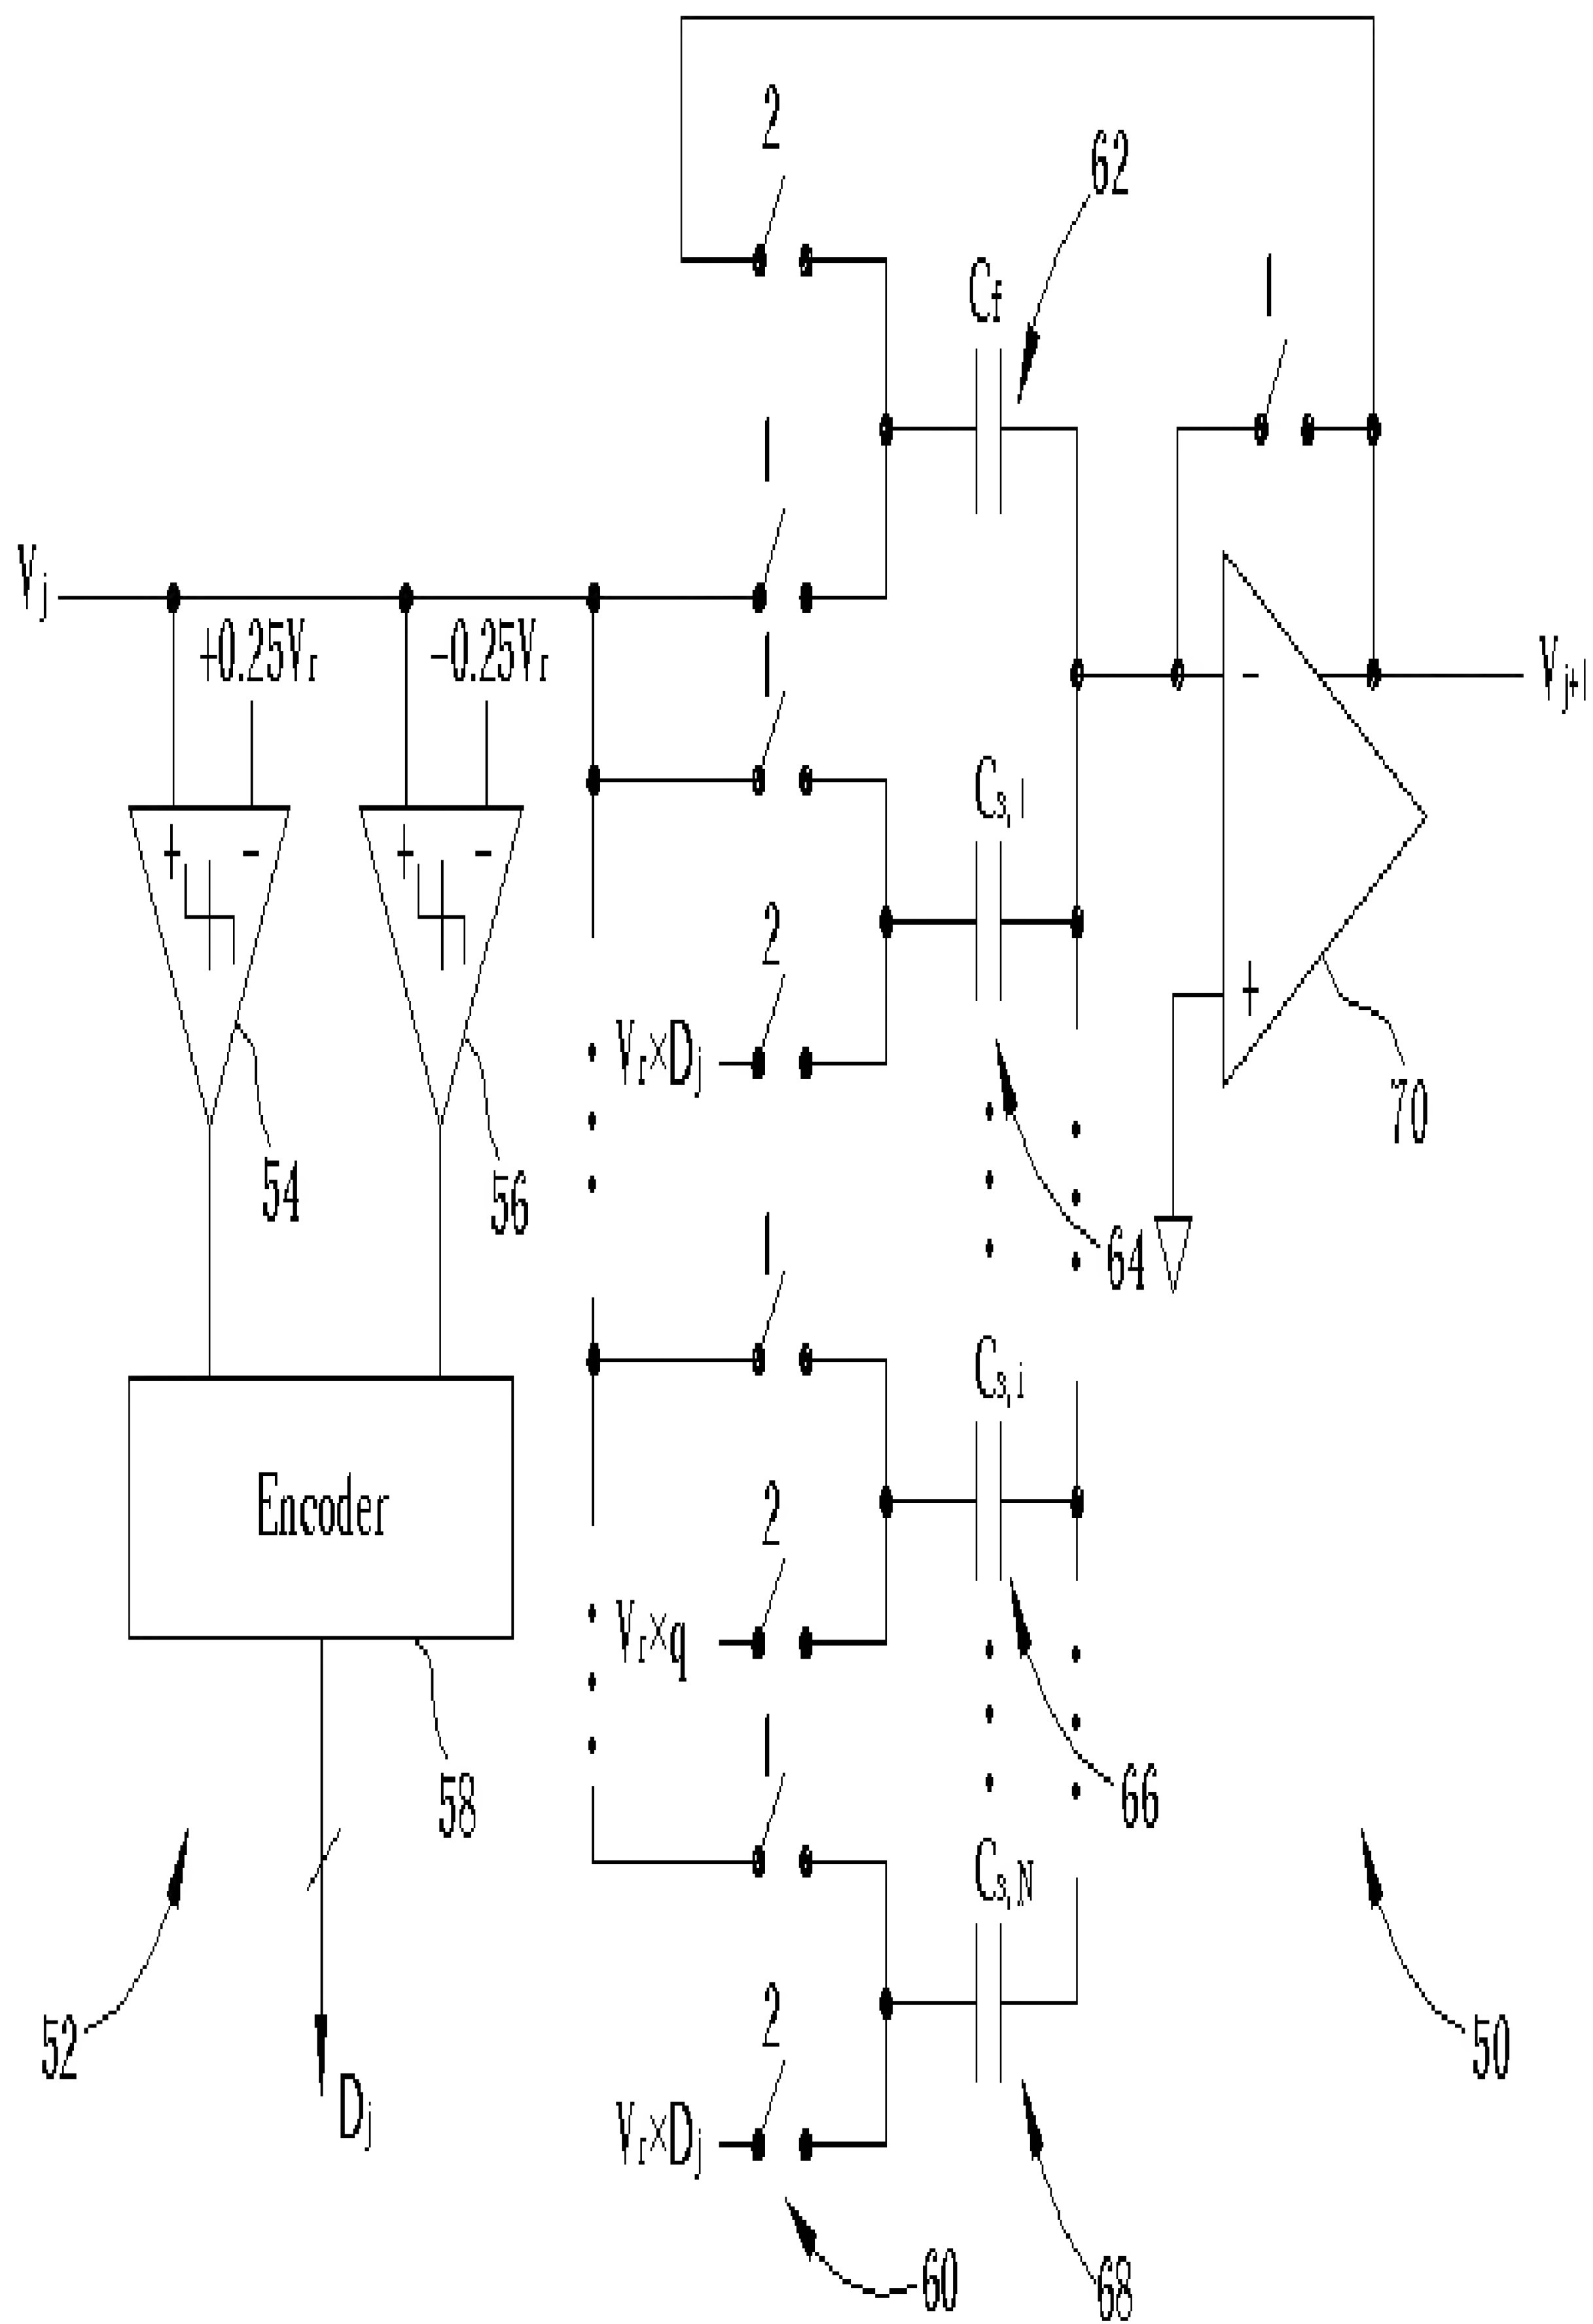 2
62
Cf
1
1
Vj
+0.25Vr
-0.25Vr
1
Vj+1
-
Cs,1
+ -
+ -
2
Vr×Dj
+
54
56
70
64
1
Cs,i
Encoder
2
Vr×q
1
58
66
Cs,N
2
52
50
Dj
Vr×Dj
60
68